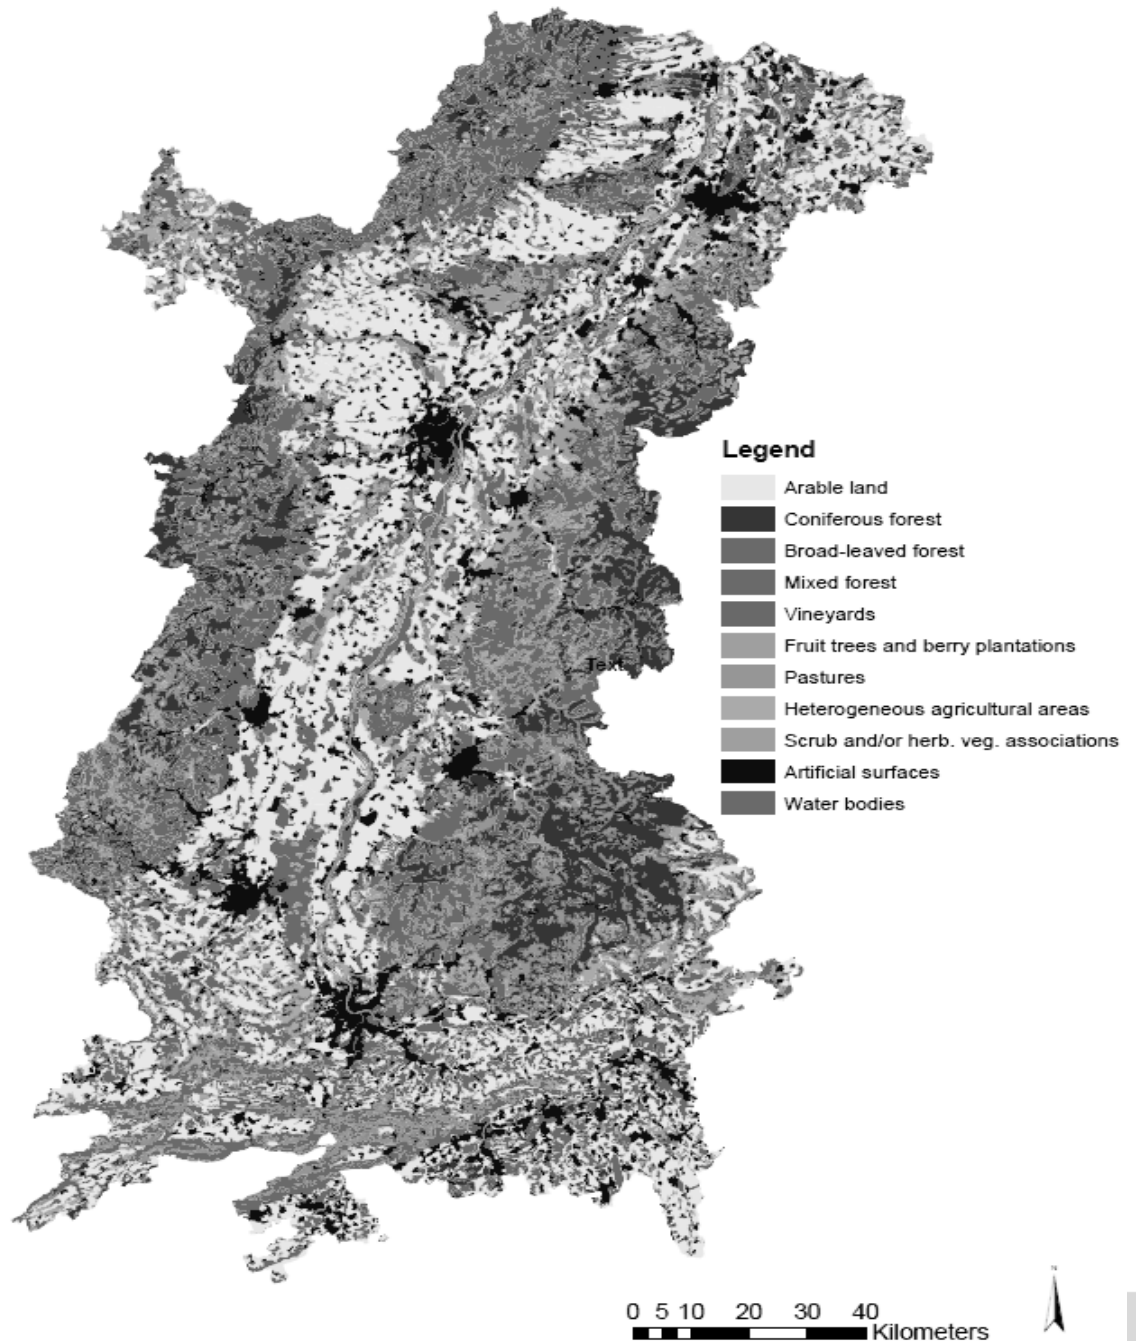 Legend
Arable land
Coniferous forest
Broad-leaved forest
Mixed forest
Vineyards
Text
Fruit trees and berry plantations
Pastures
Heterogeneous agricultural areas
Scrub and/or herb. veg. associations
Artificial surfaces
Water bodies
N
0 5 10 20 30 40
Kilometers